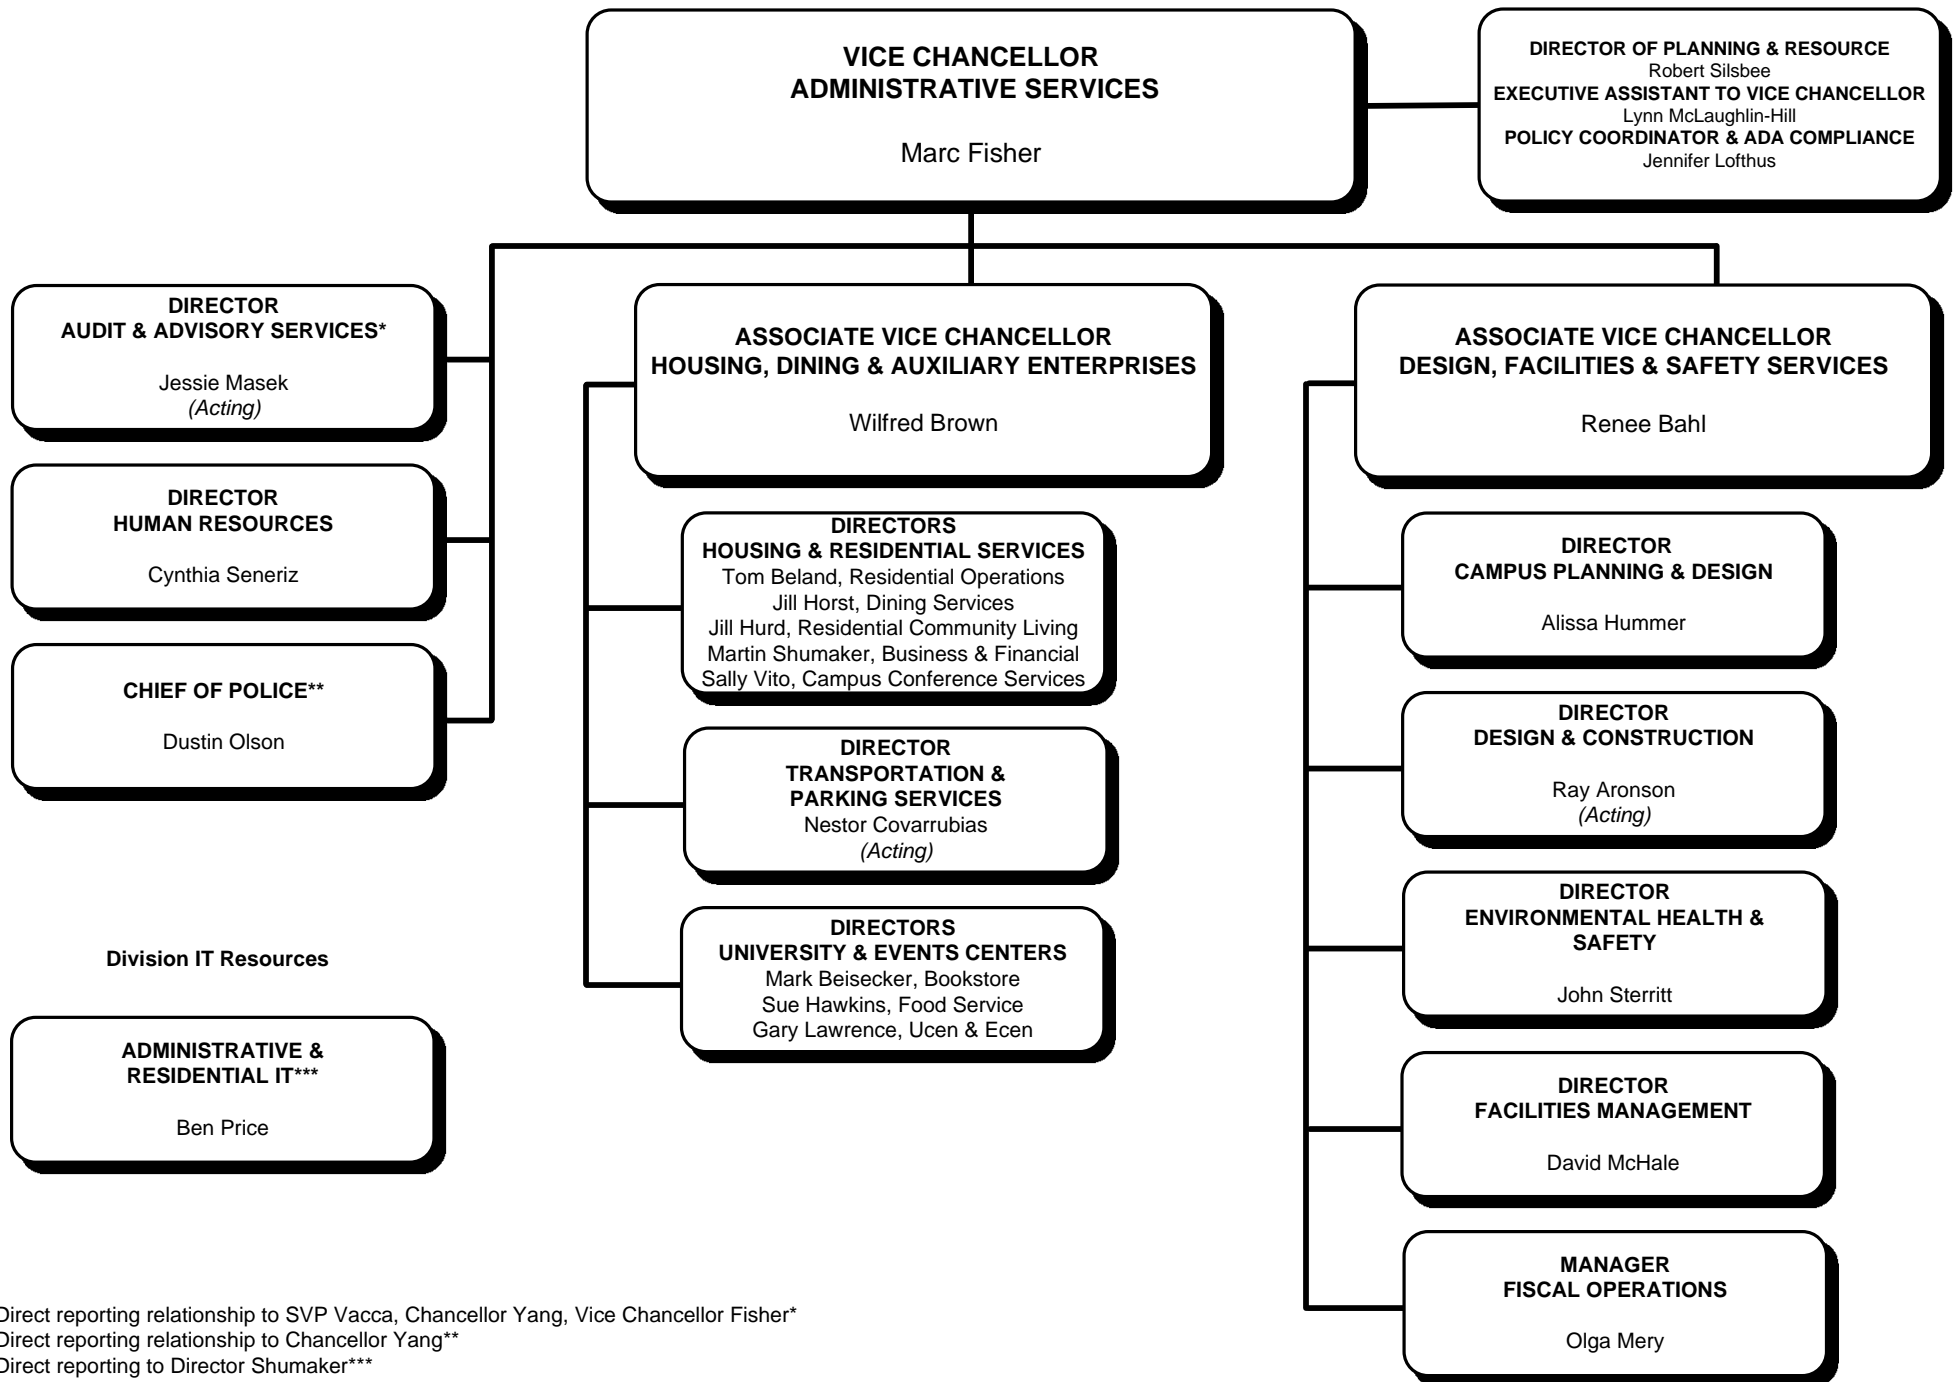 VICE CHANCELLOR
ADMINISTRATIVE SERVICES
Marc Fisher
DIRECTOR OF PLANNING & RESOURCE
Robert Silsbee
EXECUTIVE ASSISTANT TO VICE CHANCELLOR
Lynn McLaughlin-Hill
POLICY COORDINATOR & ADA COMPLIANCE
Jennifer Lofthus
DIRECTOR
AUDIT & ADVISORY SERVICES*
Jessie Masek
(Acting)
DIRECTOR
HUMAN RESOURCES
Cynthia Seneriz
CHIEF OF POLICE**
Dustin Olson
Division IT Resources
ADMINISTRATIVE &
RESIDENTIAL IT***
Ben Price
ASSOCIATE VICE CHANCELLOR
HOUSING, DINING & AUXILIARY ENTERPRISES
Wilfred Brown
DIRECTORS
HOUSING & RESIDENTIAL SERVICES
Tom Beland, Residential Operations
Jill Horst, Dining Services
Jill Hurd, Residential Community Living
Martin Shumaker, Business & Financial
Sally Vito, Campus Conference Services
DIRECTOR
TRANSPORTATION &
PARKING SERVICES
Nestor Covarrubias
(Acting)
DIRECTORS
UNIVERSITY & EVENTS CENTERS
Mark Beisecker, Bookstore
Sue Hawkins, Food Service
Gary Lawrence, Ucen & Ecen
ASSOCIATE VICE CHANCELLOR
DESIGN, FACILITIES & SAFETY SERVICES
Renee Bahl
DIRECTOR
CAMPUS PLANNING & DESIGN
Alissa Hummer
DIRECTOR
DESIGN & CONSTRUCTION
Ray Aronson
(Acting)
DIRECTOR
ENVIRONMENTAL HEALTH &
SAFETY
John Sterritt
DIRECTOR
FACILITIES MANAGEMENT
David McHale
MANAGER
FISCAL OPERATIONS
Olga Mery
Direct reporting relationship to SVP Vacca, Chancellor Yang, Vice Chancellor Fisher*
Direct reporting relationship to Chancellor Yang**
Direct reporting to Director Shumaker***